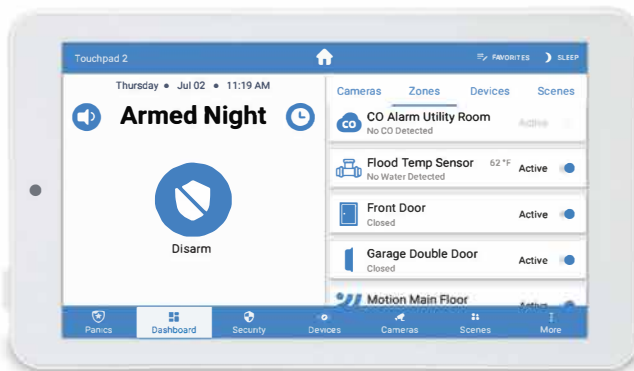 Touchpad 2
FAVORITES
SLEEP
Thursday • Jul 02 • 11:19 AM
Armed Night
Disarm
Cameras Zones Devices Scenes
CO
CO Alarm Utility Room
No CO Detected
Active
Flood Temp Sensor 62 °F Active
No Water Detected
Front Door
Closed
Active
Garage Double Door
Closed
Active
Motion Main Floor
Active
Panics Dashboard Security Devices Cameras Scenes More